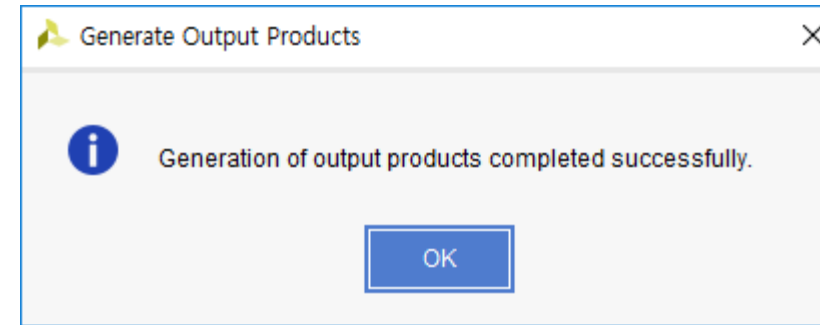 Generate Output Products
Generation of output products completed successfully.
OK